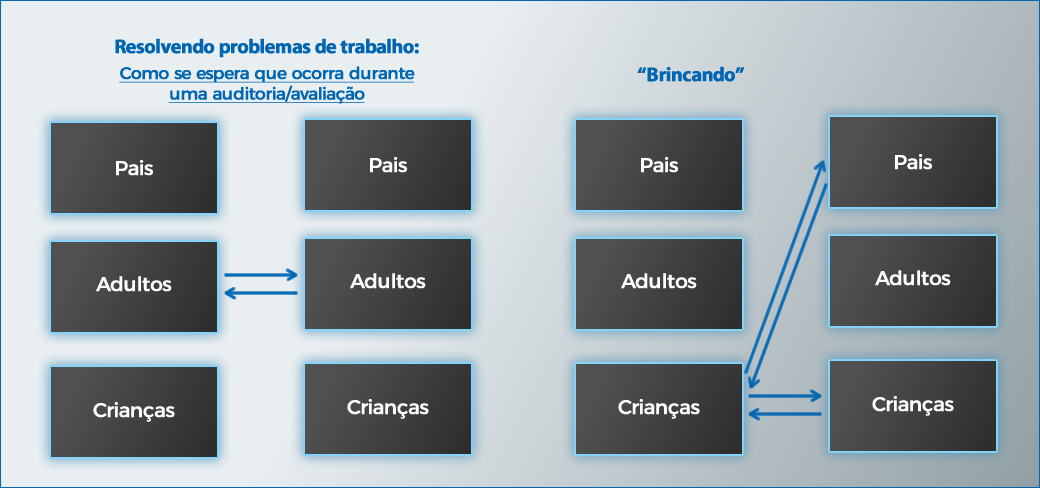 Resolvendo problemas de trabalho:
Como se espera que ocorra durante
uma auditoria/avaliação
Pais
Pais
Adultos
Adultos
Crianças
Crianças
“Brincando”
Pais
Pais
Adultos
Adultos
Crianças
Crianças